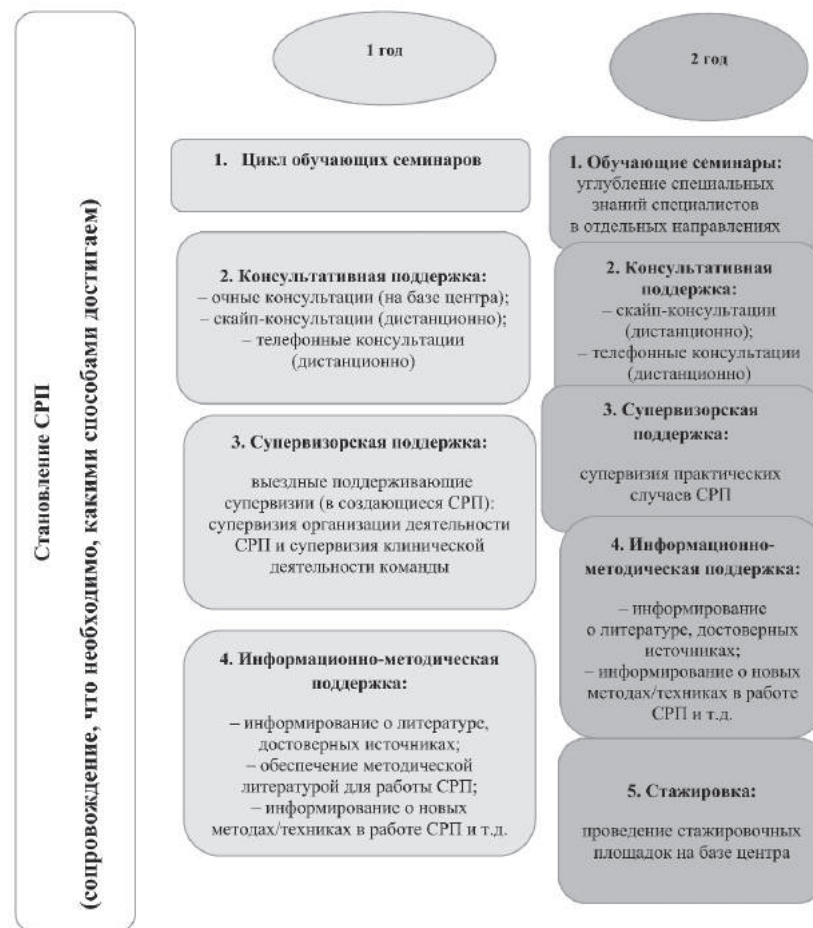 Становление СРП
(сопровождение, что необходимо, какими способами достигаем)
1 год
1. Цикл обучающих семинаров
2. Консультативная поддержка:
– очные консультации (на базе центра);
– скайп-консультации (дистанционно);
– телефонные консультации
(дистанционно)
3. Супервизорская поддержка:
выездные поддерживающие
супервизии (в создающиеся СРП):
супервизия организации деятельности
СРП и супервизия клинической
деятельности команды
4. Информационно-методическая
поддержка:
– информирование о литературе,
достоверных источниках;
– обеспечение методической
литературой для работы СРП;
– информирование о новых
методах/техниках в работе СРП и т.д.
2 год
1. Обучающие семинары:
углубление специальных
знаний специалистов
в отдельных направлениях
2. Консультативная
поддержка:
– скайп-консультации
(дистанционно);
– телефонные консультации
(дистанционно)
3. Супервизорская
поддержка:
супервизия практических
случаев СРП
4. Информационно-
методическая поддержка:
– информирование
о литературе, достоверных
источниках;
– информирование о новых
методах/техниках в работе
СРП и т.д.
5. Стажировка:
проведение стажировочных
площадок на базе центра